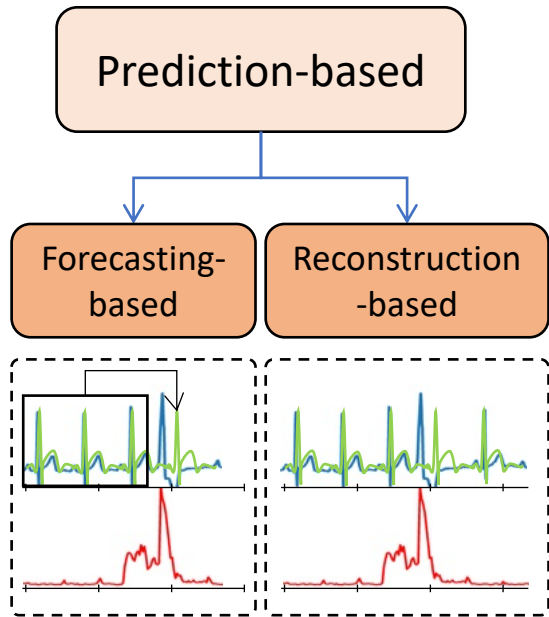 Prediction-based
Forecasting-
based
Reconstruction
-based